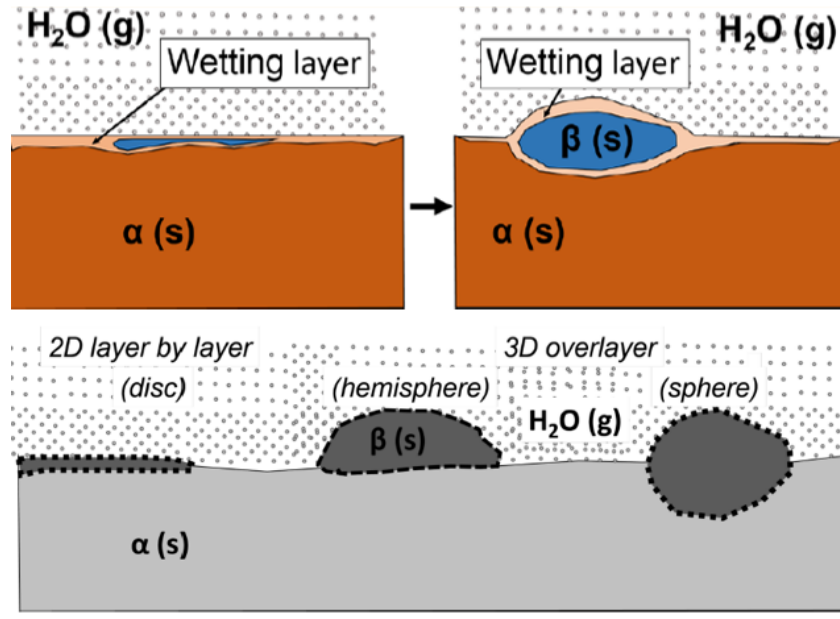 H₂O (g)
Wetting layer
α (s)
H₂O (g)
Wetting layer
β (s)
α (s)
2D layer by layer
(disc)
3D overlayer
(hemisphere)
(sphere)
H₂O (g)
β (s)
α (s)